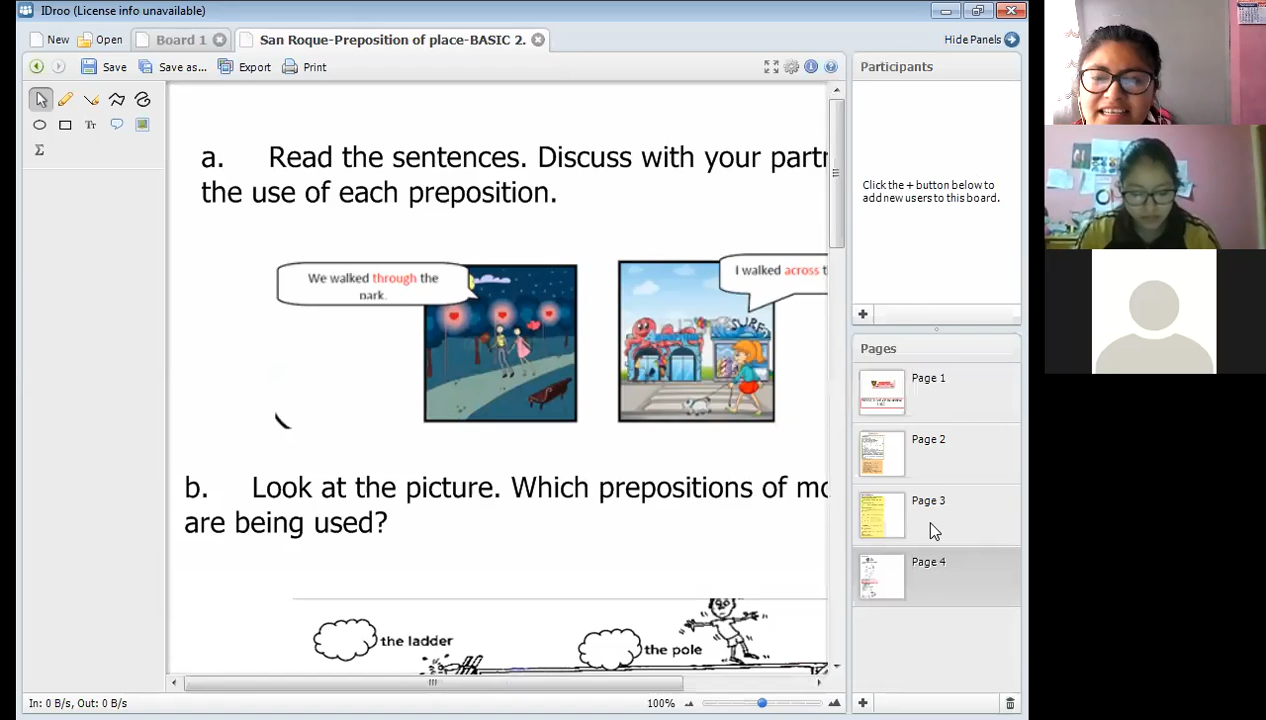 IDroo (License info unavailable)
New Open Board 1 San Roque-Preposition of place-BASIC 2. Hide Panels
Save Save as... Export Print
Participants
Click the + button below to
add new users to this board.
a. Read the sentences. Discuss with your partn
the use of each preposition.
We walked through the
park.
I walked across t
SURF
b. Look at the picture. Which prepositions of mo
are being used?
the ladder
the pole
Pages
Page 1
Page 2
Page 3
Page 4
In: 0 B/s, Out: 0 B/s
100%